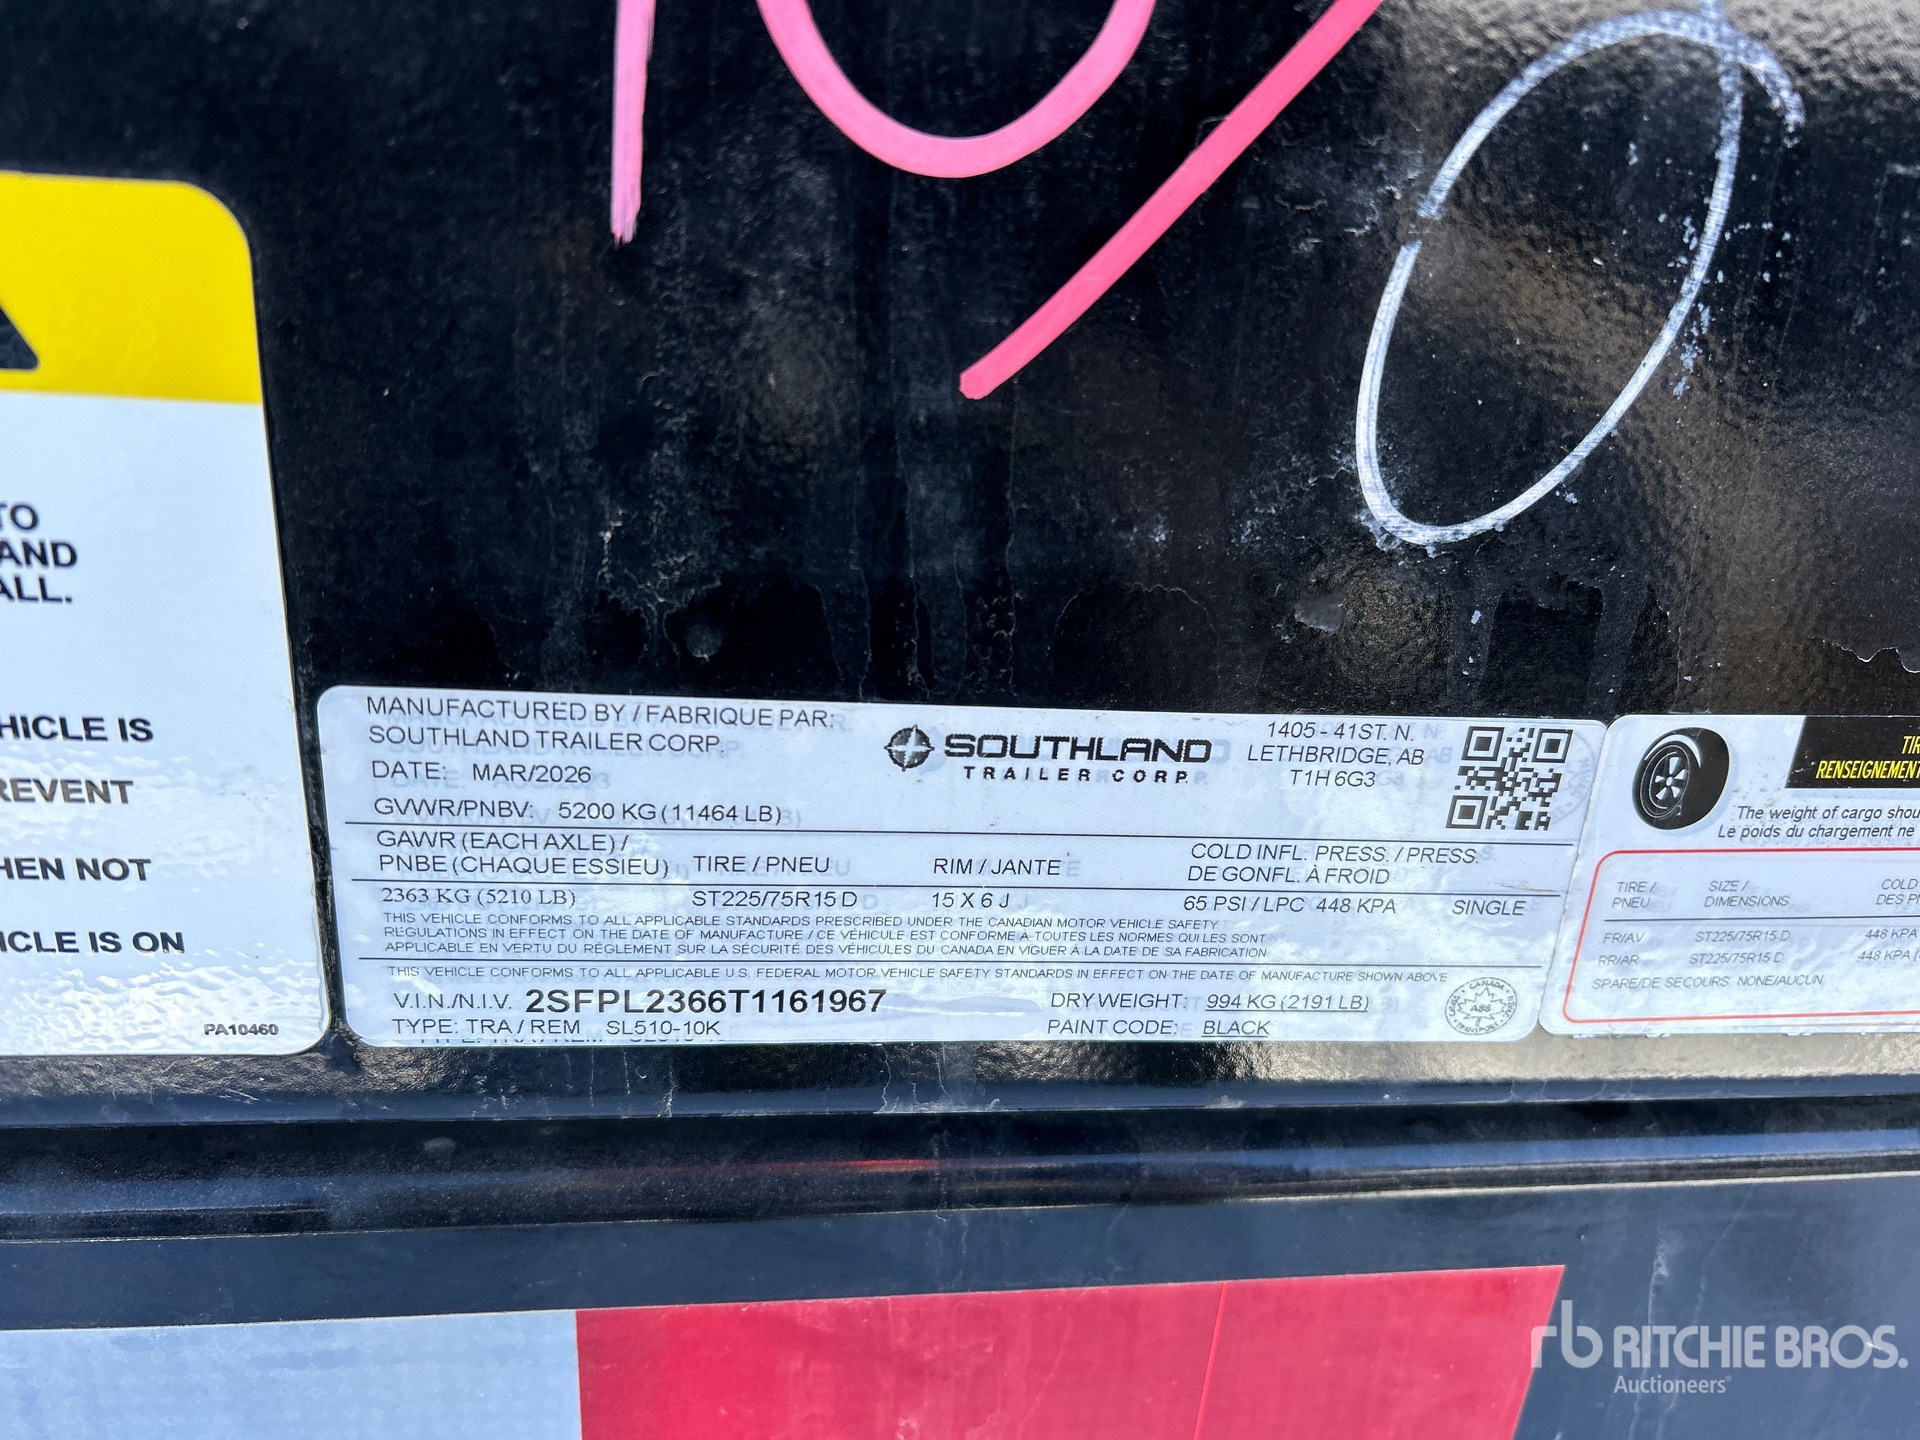 TO
AND
ALL.
HICLE IS
REVENT
HEN NOT
ICLE IS ON
PA10460
MANUFACTURED BY / FABRIQUE PAR:
SOUTHLAND TRAILER CORP.
DATE: MAR/2026
GVWR/PNBV: 5200 KG (11464 LB)
SOUTHLAND
TRAILER CORP.
1405 - 41ST. N.
LETHBRIDGE, AB
T1H 6G3
GAWR (EACH AXLE) /
PNBE (CHAQUE ESSIEU) TIRE / PNEU RIM / JANTE COLD INFL. PRESS. / PRESS. DE GONFL. À FROID
2363 KG (5210 LB) ST225/75R15 D 15 X 6 J 65 PSI / LPC 448 KPA SINGLE
THIS VEHICLE CONFORMS TO ALL APPLICABLE STANDARDS PRESCRIBED UNDER THE CANADIAN MOTOR VEHICLE SAFETY
REGULATIONS IN EFFECT ON THE DATE OF MANUFACTURE / CE VÉHICULE EST CONFORME À TOUTES LES NORMES QUI LES SONT
APPLICABLE EN VERTU DU RÉGLEMENT SUR LA SÉCURITÉ DES VÉHICULES DU CANADA EN VIGUER À LA DATE DE SA FABRICATION
THIS VEHICLE CONFORMS TO ALL APPLICABLE U.S. FEDERAL MOTOR VEHICLE SAFETY STANDARDS IN EFFECT ON THE DATE OF MANUFACTURE SHOWN ABOVE
V.I.N./N.I.V. 2SFPL2366T1161967 DRY WEIGHT: 994 KG (2191 LB)
TYPE: TRA / REM SL510-10K PAINT CODE: BLACK
CANADA
TRANSPORT
TIR
RENSEIGNEMENT
The weight of cargo shou
Le poids du chargement ne
TIRE / SIZE / COLD
PNEU DIMENSIONS DES P
FR/AV ST225/75R15 D 448 KPA
RR/AR ST225/75R15 D 448 KPA (
SPARE/DE SECOURS NONE/AUCUN
rb RITCHIE BROS.
Auctioneers